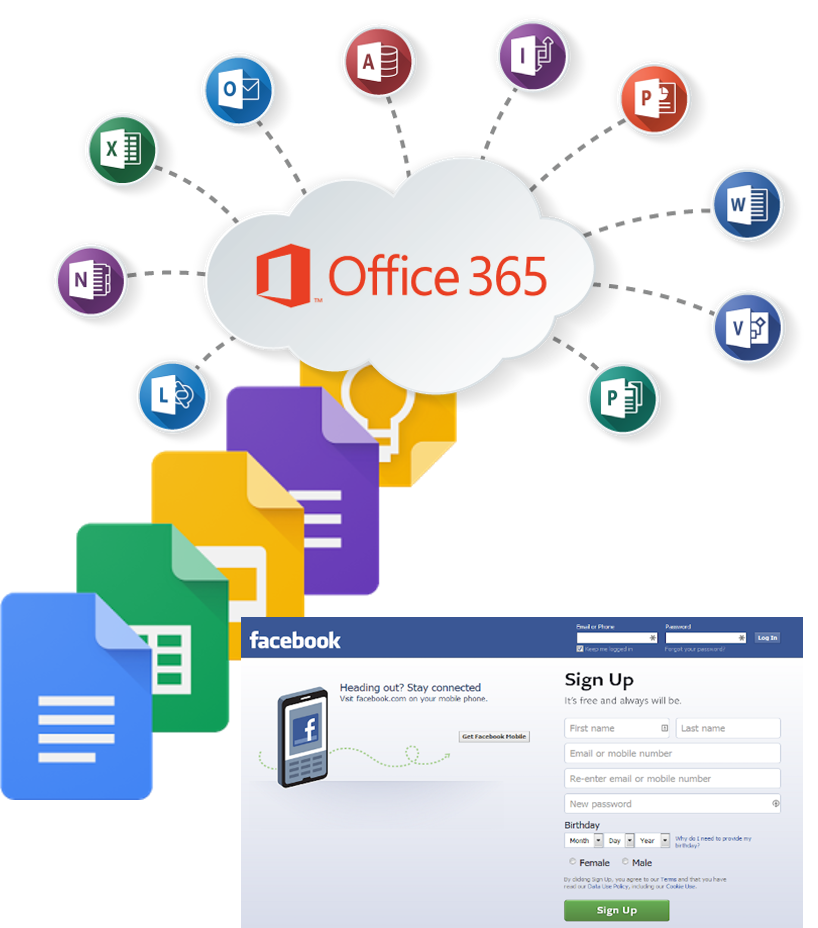 A
I
O
P
X
W
Office 365
™
N
V
L
P
facebook
Email or Phone
Password
Log In
Keep me logged in
Forgot your password?
Heading out? Stay connected
Visit facebook.com on your mobile phone.
f
Get Facebook Mobile
Sign Up
It's free and always will be.
First name
Last name
Email or mobile number
Re-enter email or mobile number
New password
Birthday
Month Day Year
Why do I need to provide my
birthday?
Female Male
By clicking Sign Up, you agree to our Terms and that you have
read our Data Use Policy, including our Cookie Use.
Sign Up